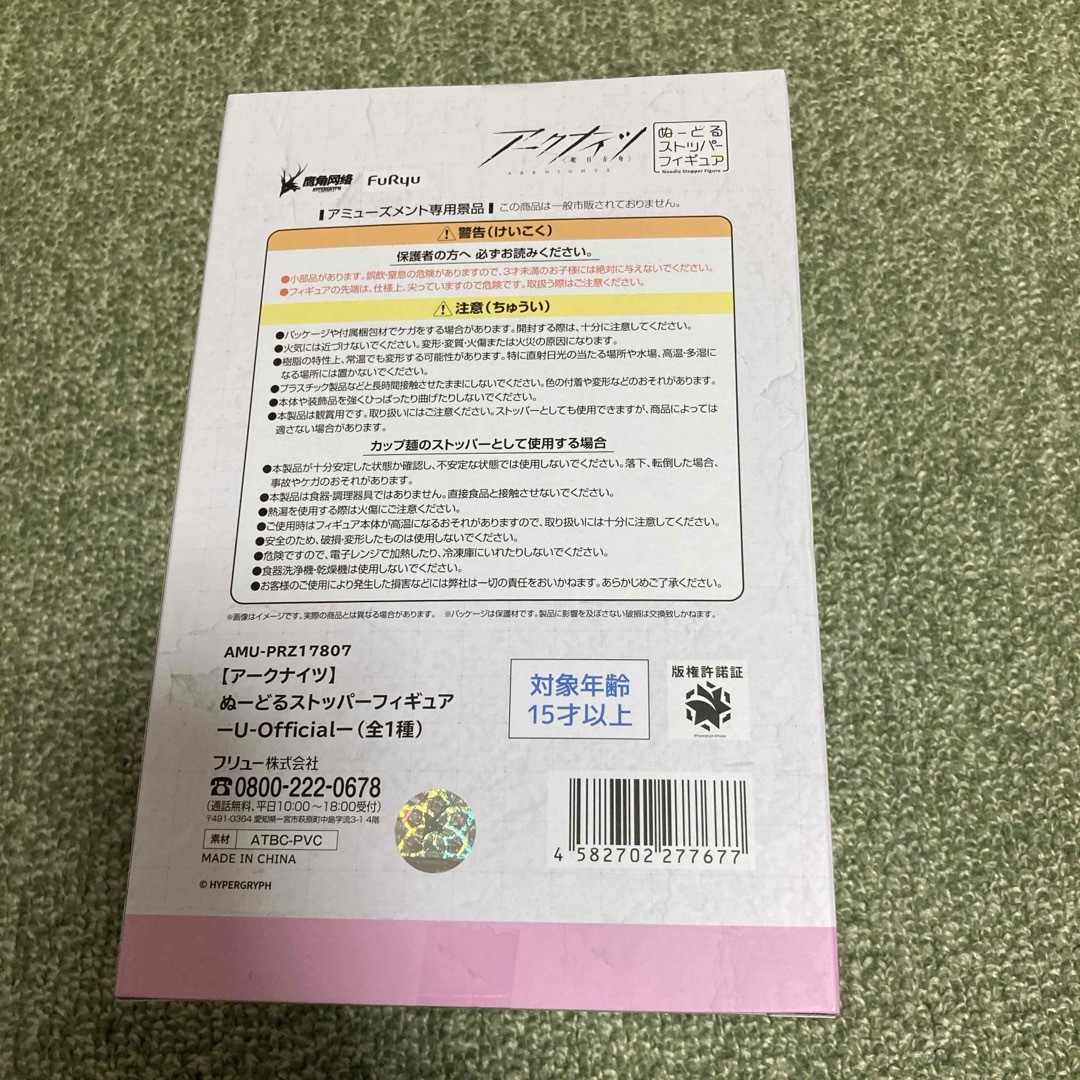 アークナイツ
〈明日方舟〉
ARKNIGHTS
ぬーどる
ストッパー
フィギュア
Noodle Stopper Figure
鷹角网络
HYPERGRYPH
FuRyu
アミューズメント専用景品 この商品は一般市販されておりません。
警告(けいこく)
保護者の方へ 必ずお読みください。
●小部品があります。誤飲・窒息の危険がありますので、3才未満のお子様には絶対に与えないでください。
●フィギュアの先端は、仕様上、尖っていますので危険です。取扱う際はご注意ください。
注意(ちゅうい)
●パッケージや付属梱包材でケガをする場合があります。開封する際は、十分に注意してください。
●火気には近づけないでください。変形・変質・火傷または火災の原因になります。
●樹脂の特性上、常温でも変形する可能性があります。特に直射日光の当たる場所や水場、高温・多湿に
なる場所には置かないでください。
●プラスチック製品などと長時間接触させたままにしないでください。色の付着や変形などのおそれがあります。
●本体や装飾品を強くひっぱったり曲げたりしないでください。
●本製品は観賞用です。取り扱いにはご注意ください。ストッパーとしても使用できますが、商品によっては
適さない場合があります。
カップ麺のストッパーとして使用する場合
●本製品が十分安定した状態か確認し、不安定な状態では使用しないでください。落下、転倒した場合、
事故やケガのおそれがあります。
●本製品は食器・調理器具ではありません。直接食品と接触させないでください。
●熱湯を使用する際は火傷にご注意ください。
●ご使用時はフィギュア本体が高温になるおそれがありますので、取り扱いには十分に注意してください。
●安全のため、破損・変形したものは使用しないでください。
●危険ですので、電子レンジで加熱したり、冷凍庫にいれたりしないでください。
●食器洗浄機・乾燥機は使用しないでください。
●お客様のご使用により発生した損害などには弊社は一切の責任をおいかねます。あらかじめご了承ください。
※画像はイメージです。実際の商品とは異なる場合があります。 ※パッケージは保護材です。製品に影響を及ぼさない破損は交換致しかねます。
AMU-PRZ17807
【アークナイツ】
ぬーどるストッパーフィギュア
ーU-Officialー(全1種)
対象年齢
15才以上
版権許諾証
フリュー株式会社
☎0800-222-0678
(通話無料、平日10:00～18:00受付)
〒491-0364 愛知県一宮市萩原町中島字流3-1 4階
素材 ATBC-PVC
MADE IN CHINA
© HYPERGRYPH
4 582702 277677